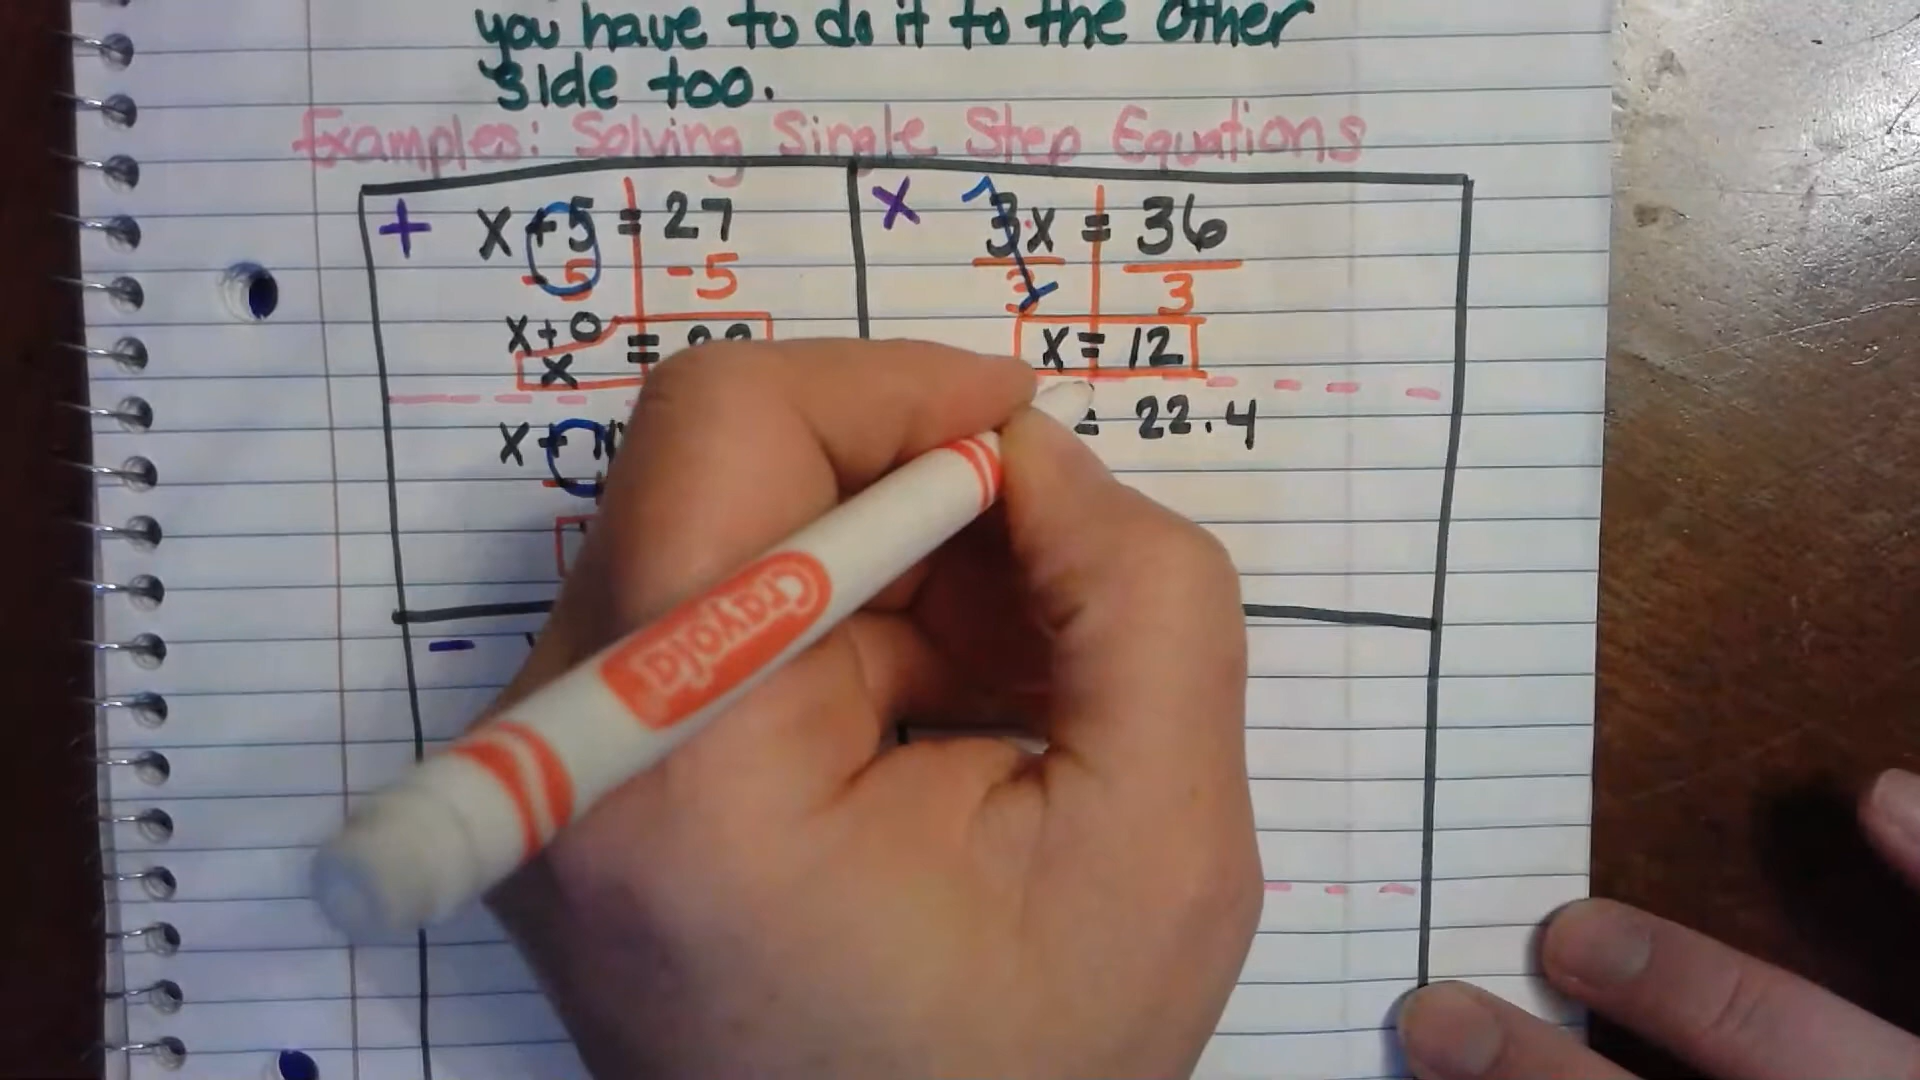 you have to do it to the other
side too.
Examples: Solving Single Step Equations
+ x + 5 = 27
- 5 -5
x + 0
x =
x +
-
x 3x = 36
3 3
x = 12
= 22.4
Crayola